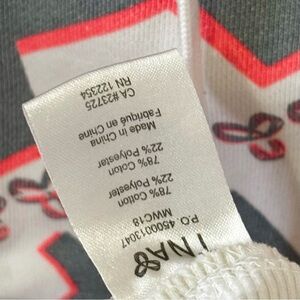 TNA
MWC18
P.O. 4500013047
78% Cotton
22% Polyester
78% Coton
22% Polyester
Made in China
Fabriqué en Chine
CA #23725
RN 122354